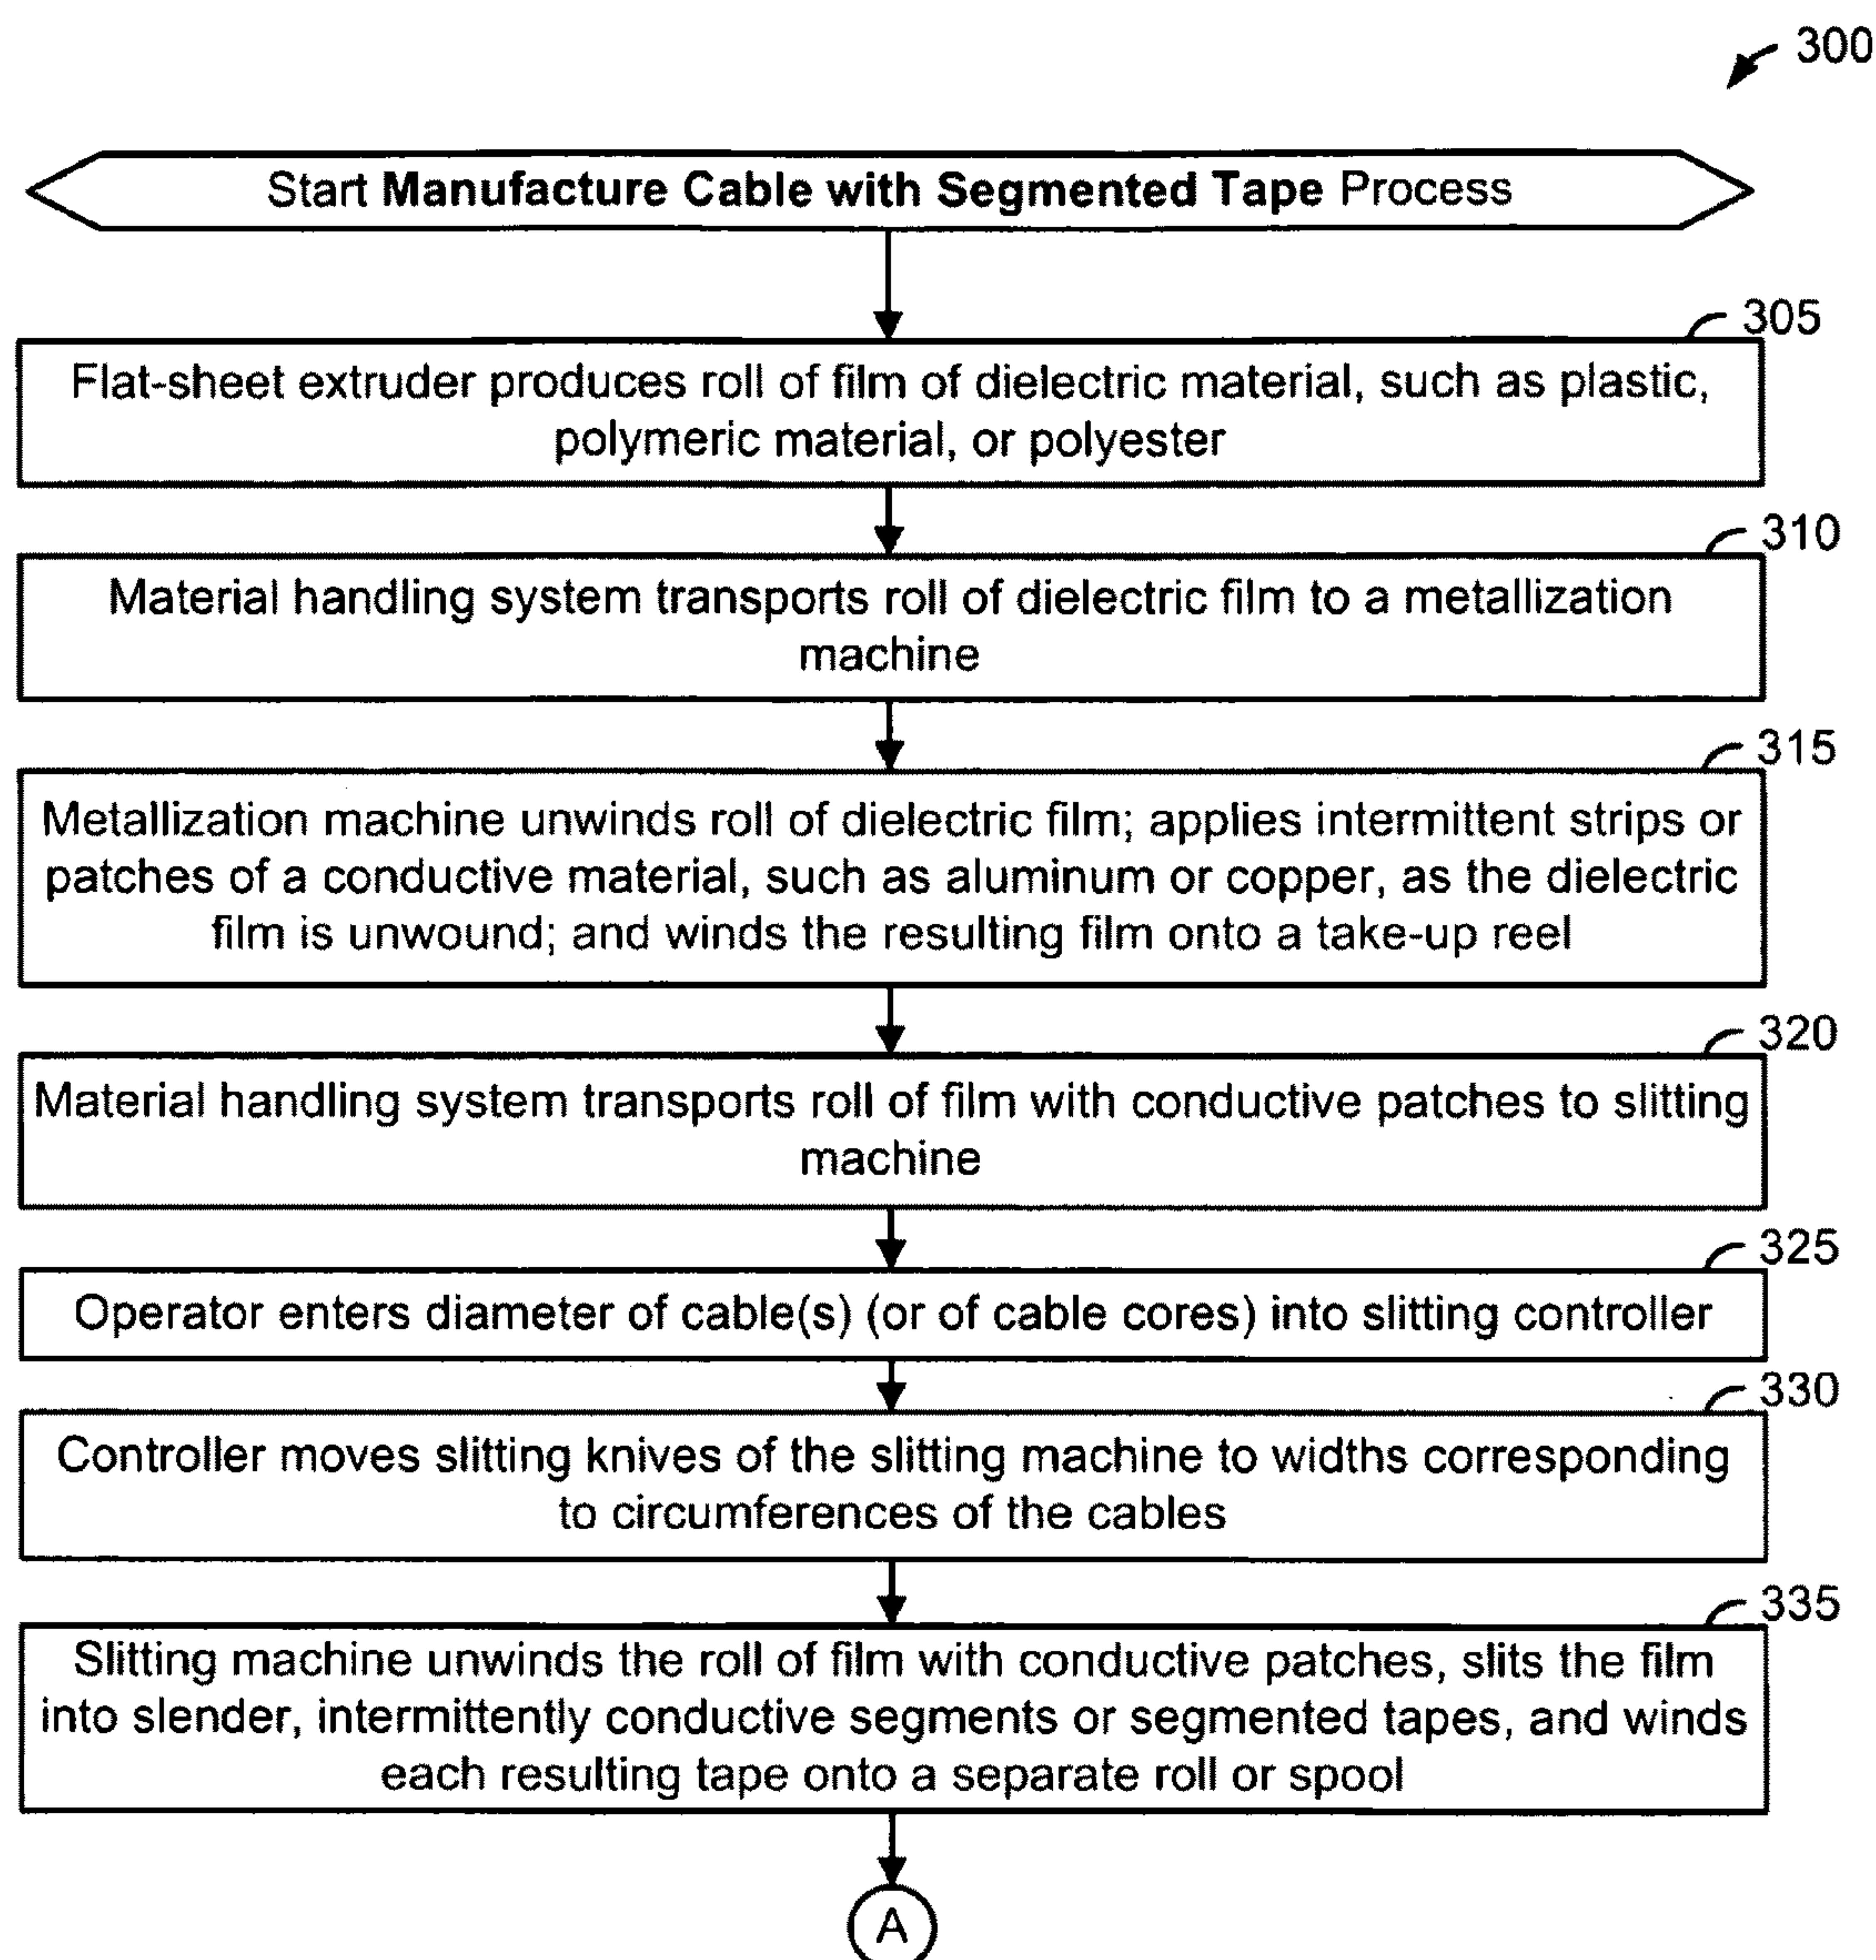 300
Start Manufacture Cable with Segmented Tape Process
305
Flat-sheet extruder produces roll of film of dielectric material, such as plastic,
polymeric material, or polyester
310
Material handling system transports roll of dielectric film to a metallization
machine
315
Metallization machine unwinds roll of dielectric film; applies intermittent strips or
patches of a conductive material, such as aluminum or copper, as the dielectric
film is unwound; and winds the resulting film onto a take-up reel
320
Material handling system transports roll of film with conductive patches to slitting
machine
325
Operator enters diameter of cable(s) (or of cable cores) into slitting controller
330
Controller moves slitting knives of the slitting machine to widths corresponding
to circumferences of the cables
335
Slitting machine unwinds the roll of film with conductive patches, slits the film
into slender, intermittently conductive segments or segmented tapes, and winds
each resulting tape onto a separate roll or spool
A